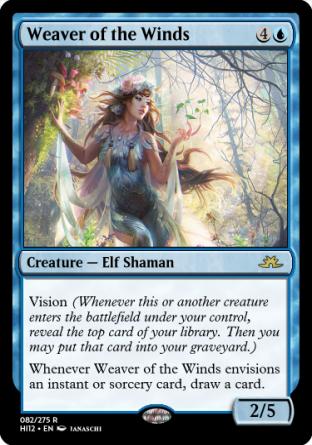 Weaver of the Winds 4
Creature — Elf Shaman
Vision (Whenever this or another creature
enters the battlefield under your control,
reveal the top card of your library. Then you
may put that card into your graveyard.)
Whenever Weaver of the Winds envisions
an instant or sorcery card, draw a card.
2/5
082/275 R
HI12 • EN IANASCHI